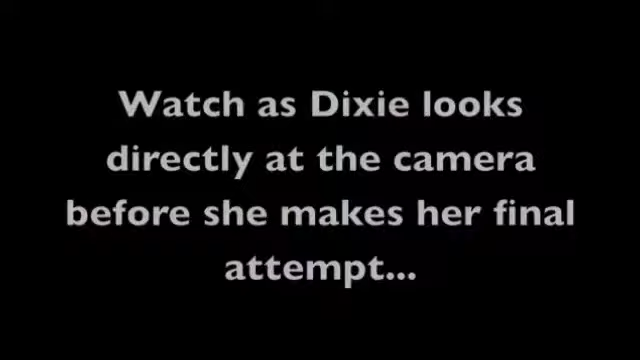 Watch as Dixie looks
directly at the camera
before she makes her final
attempt...